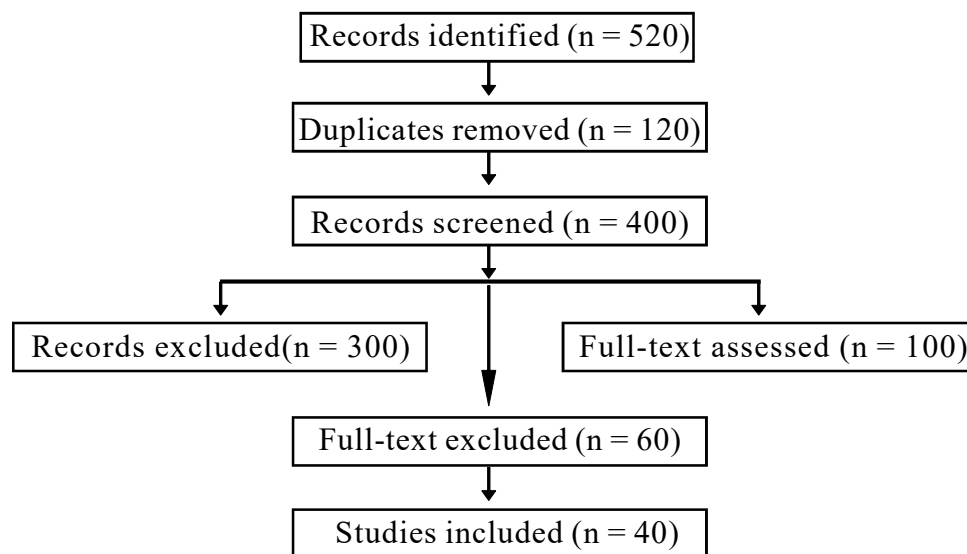 Records identified (n = 520)
Duplicates removed (n = 120)
Records screened (n = 400)
Records excluded(n = 300)
Full-text assessed (n = 100)
Full-text excluded (n = 60)
Studies included (n = 40)